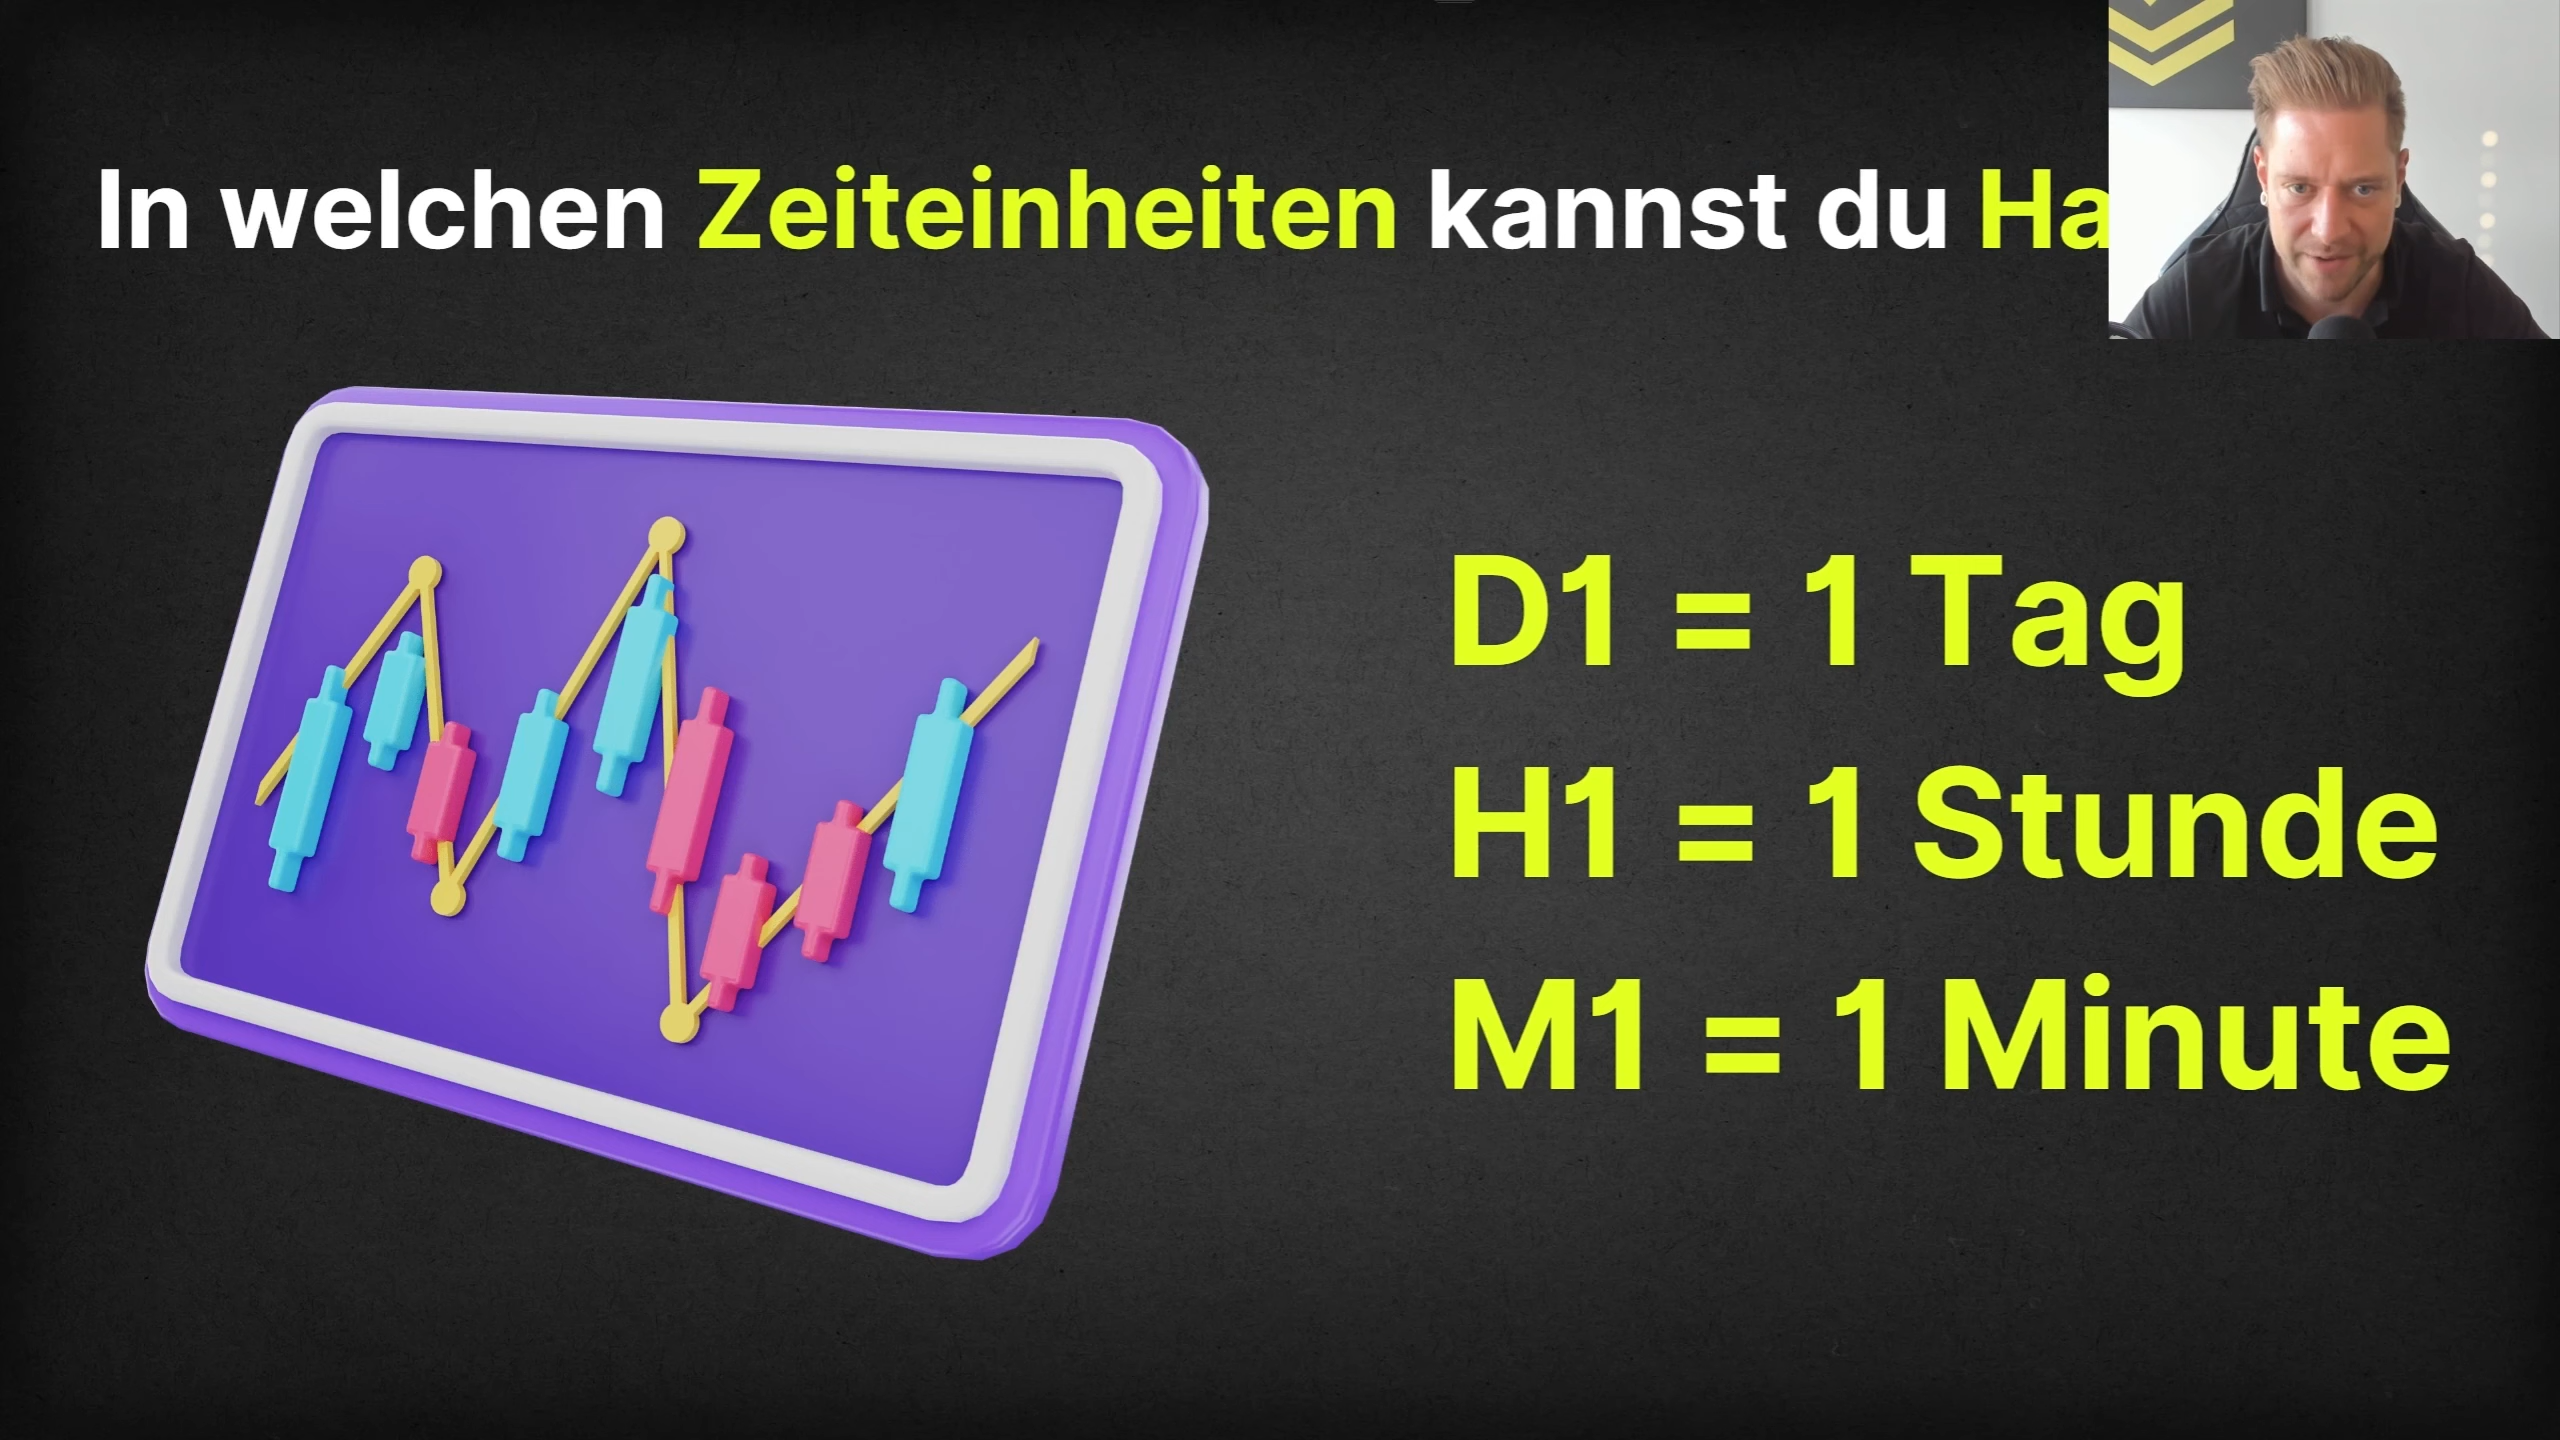 In welchen Zeiteinheiten kannst du Ha
D1 = 1 Tag
H1 = 1 Stunde
M1 = 1 Minute